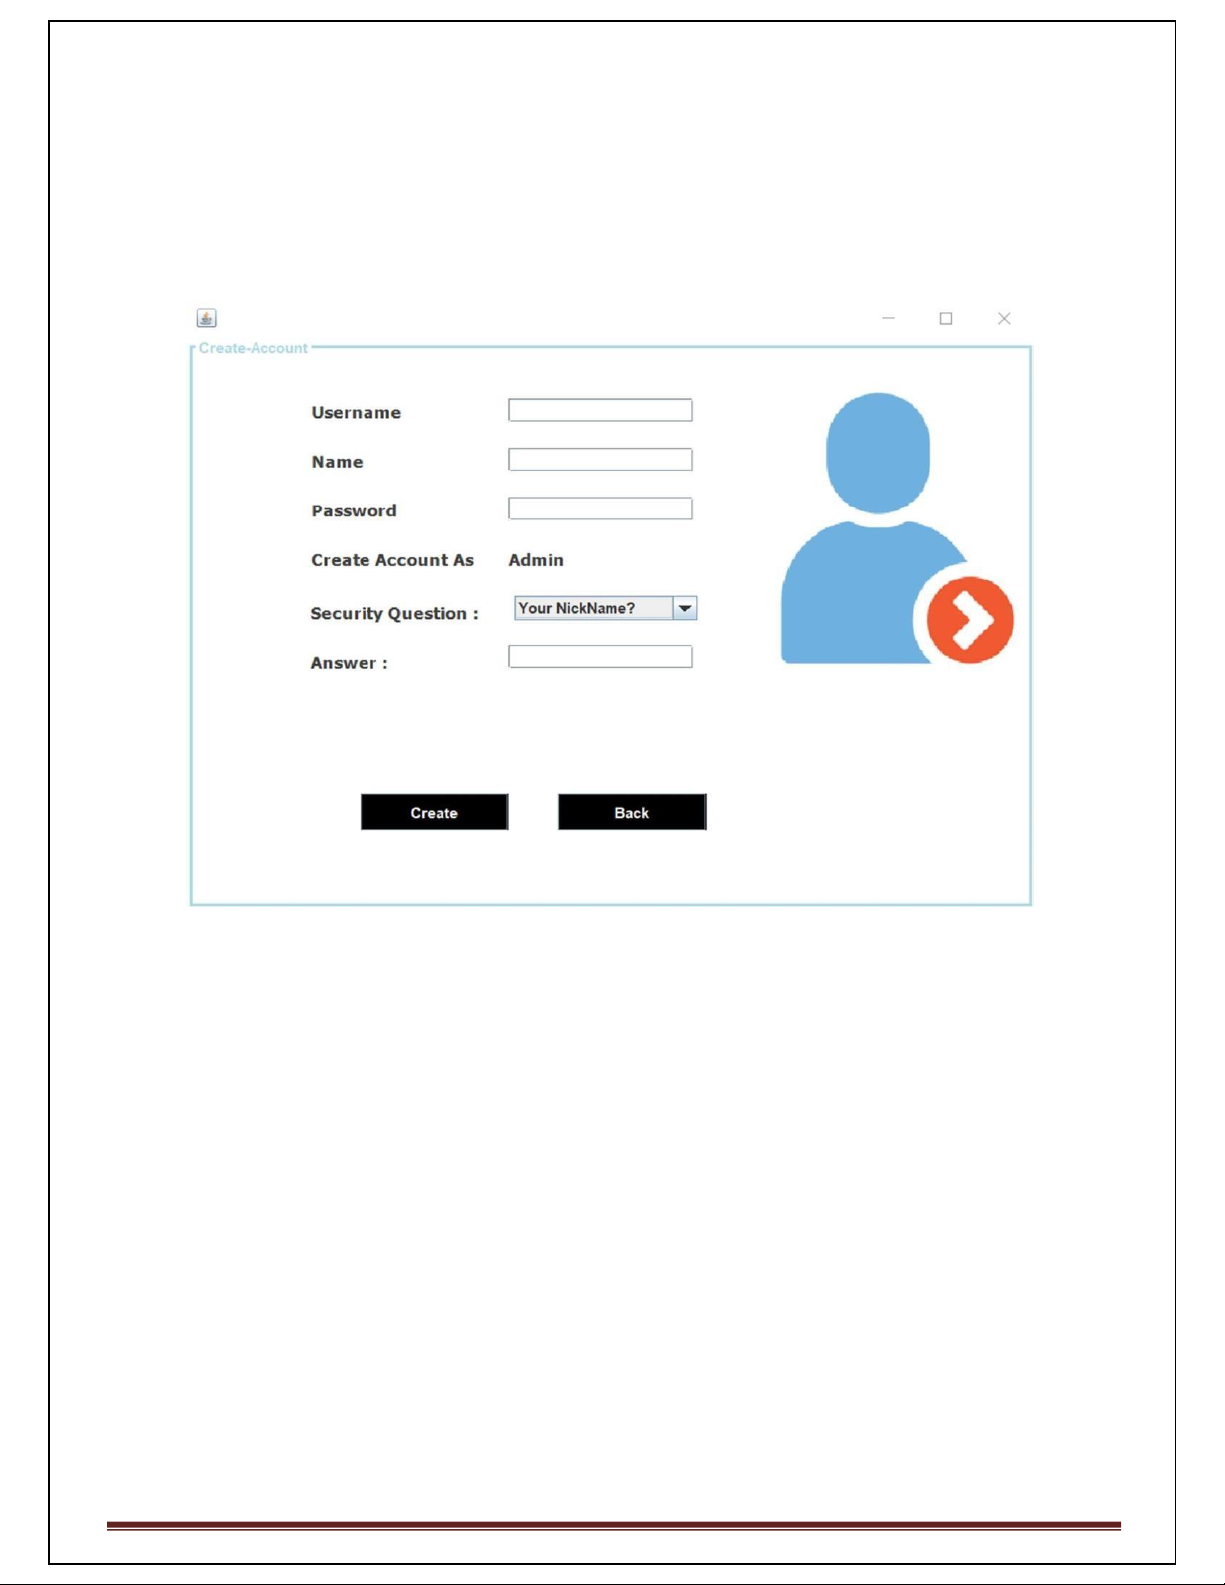 Create-Account
Username
Name
Password
Create Account As Admin
Security Question : Your NickName?
Answer :
Create Back